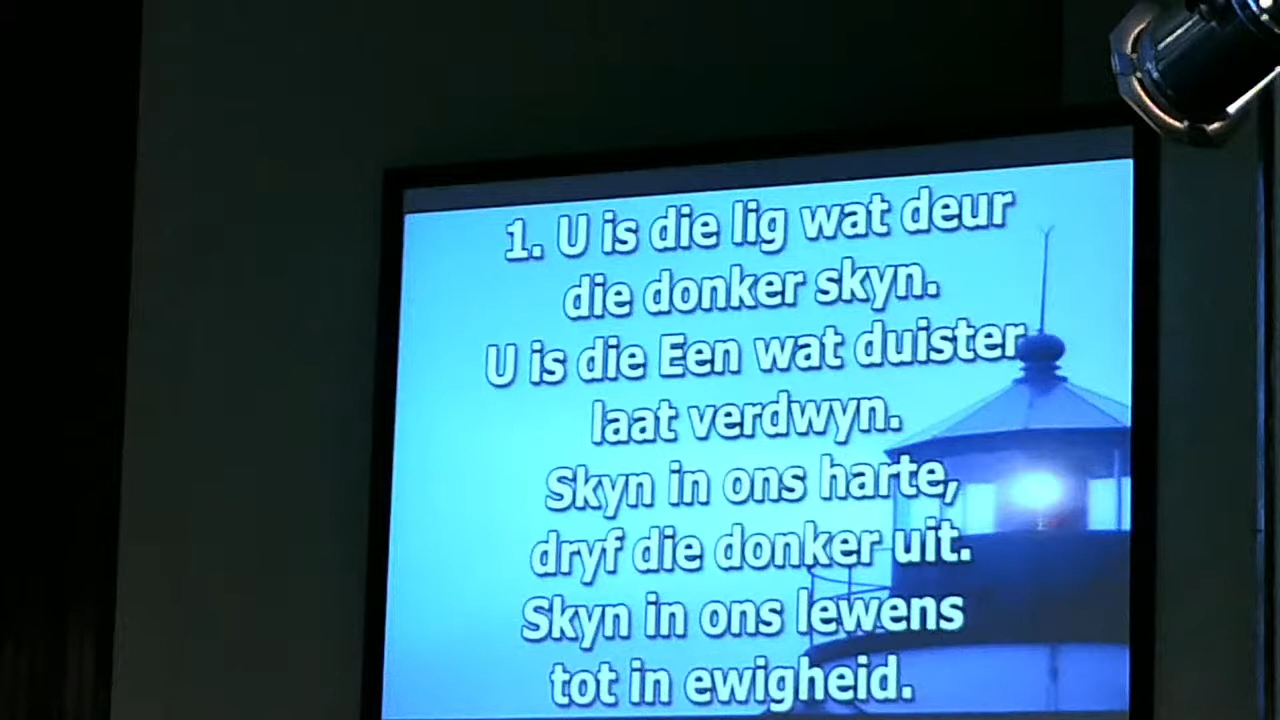 1. U is die lig wat deur
die donker skyn.
U is die Een wat duister
laat verdwyn.
Skyn in ons harte,
dryf die donker uit.
Skyn in ons lewens
tot in ewigheid.